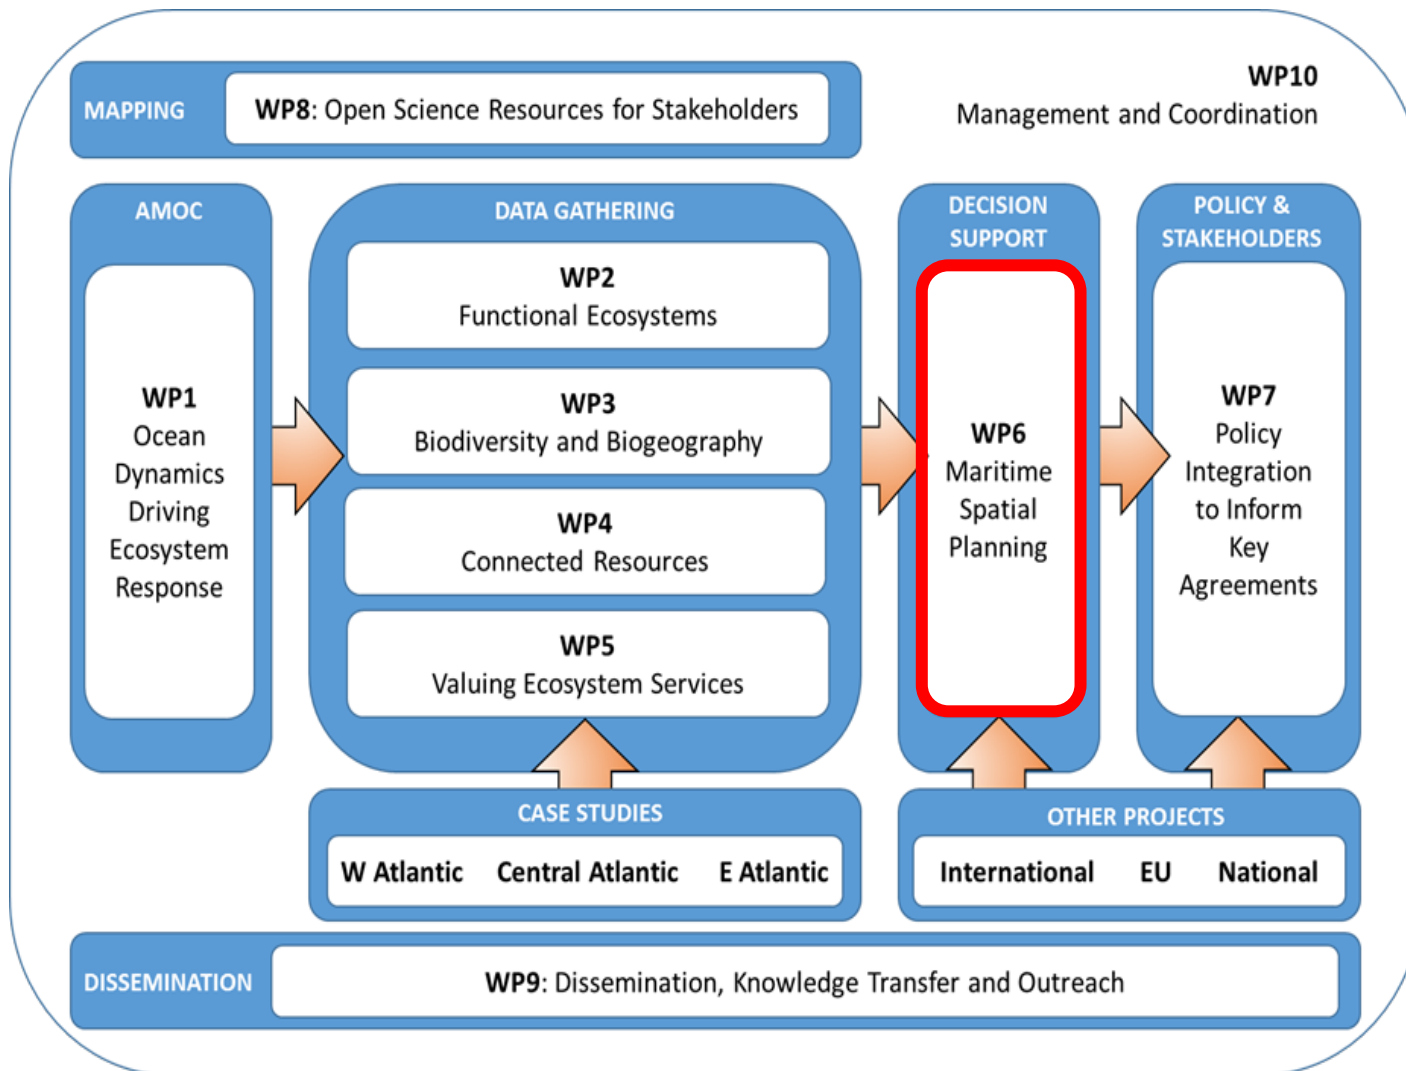 MAPPING
WP8: Open Science Resources for Stakeholders
WP10
Management and Coordination
AMOC
WP1
Ocean
Dynamics
Driving
Ecosystem
Response
DATA GATHERING
WP2
Functional Ecosystems
WP3
Biodiversity and Biogeography
WP4
Connected Resources
WP5
Valuing Ecosystem Services
DECISION
SUPPORT
WP6
Maritime
Spatial
Planning
POLICY &
STAKEHOLDERS
WP7
Policy
Integration
to Inform
Key
Agreements
CASE STUDIES
W Atlantic Central Atlantic E Atlantic
OTHER PROJECTS
International EU National
DISSEMINATION
WP9: Dissemination, Knowledge Transfer and Outreach